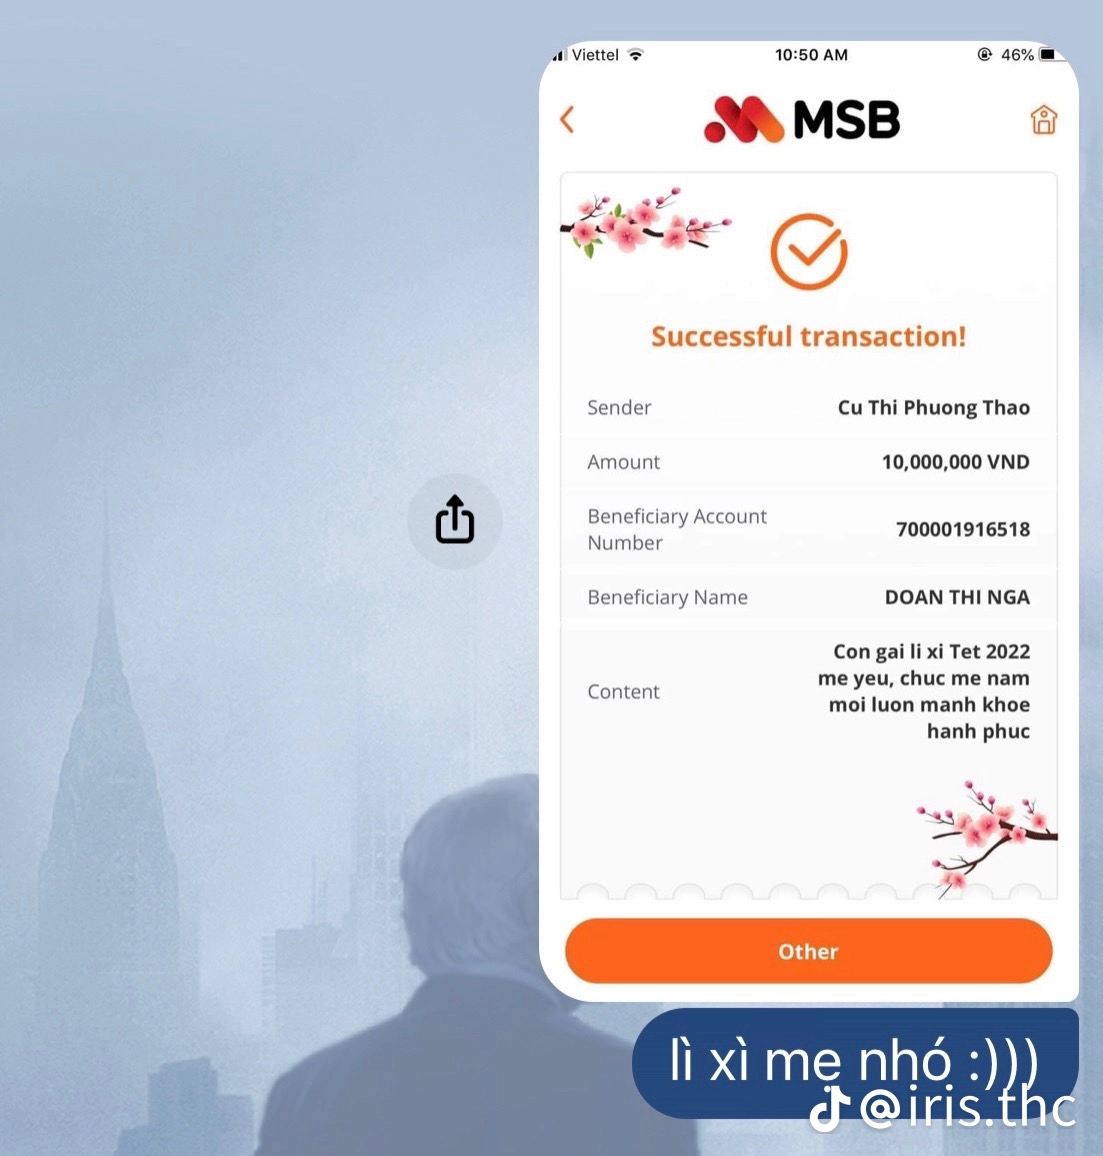 Viettel 10:50 AM 46%
MSB
Successful transaction!
Sender Cu Thi Phuong Thao
Amount 10,000,000 VND
Beneficiary Account Number 700001916518
Beneficiary Name DOAN THI NGA
Content
Con gai li xi Tet 2022
me yeu, chuc me nam
moi luon manh khoe
hanh phuc
Other
lì xì mẹ nhó :)))
@iris.thc